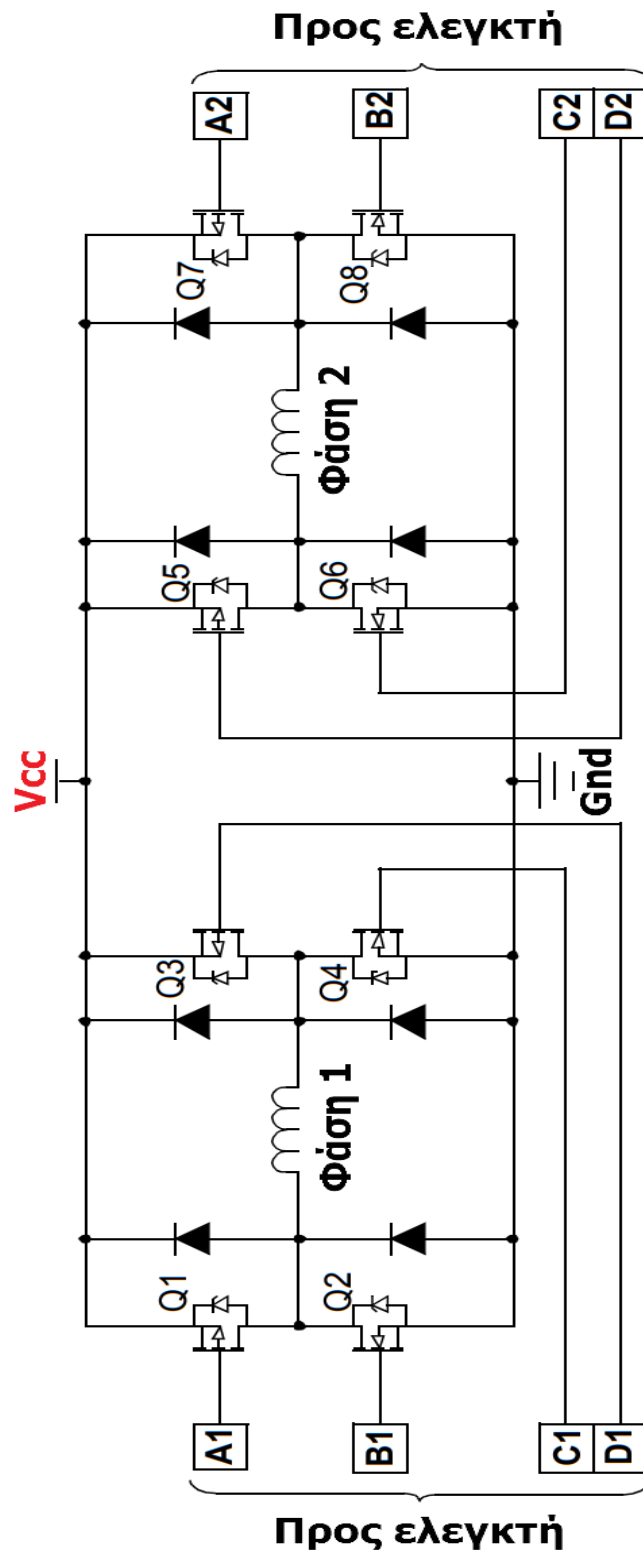 Προς ελεγκτή
A2
B2
C2
D2
Q7
Q8
Φάση 2
Q5
Q6
Vcc
Gnd
Q3
Q4
Φάση 1
Q1
Q2
A1
B1
C1
D1
Προς ελεγκτή